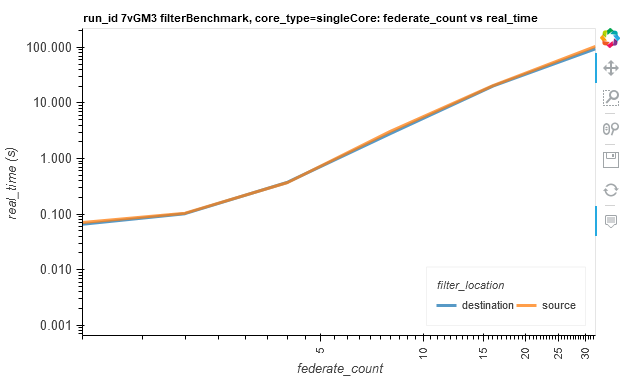 run_id 7vGM3 filterBenchmark, core_type=singleCore: federate_count vs real_time
100.000
10.000
1.000
0.100
0.010
0.001
real_time (s)
filter_location
destination source
5 10 15 20 25 30
federate_count